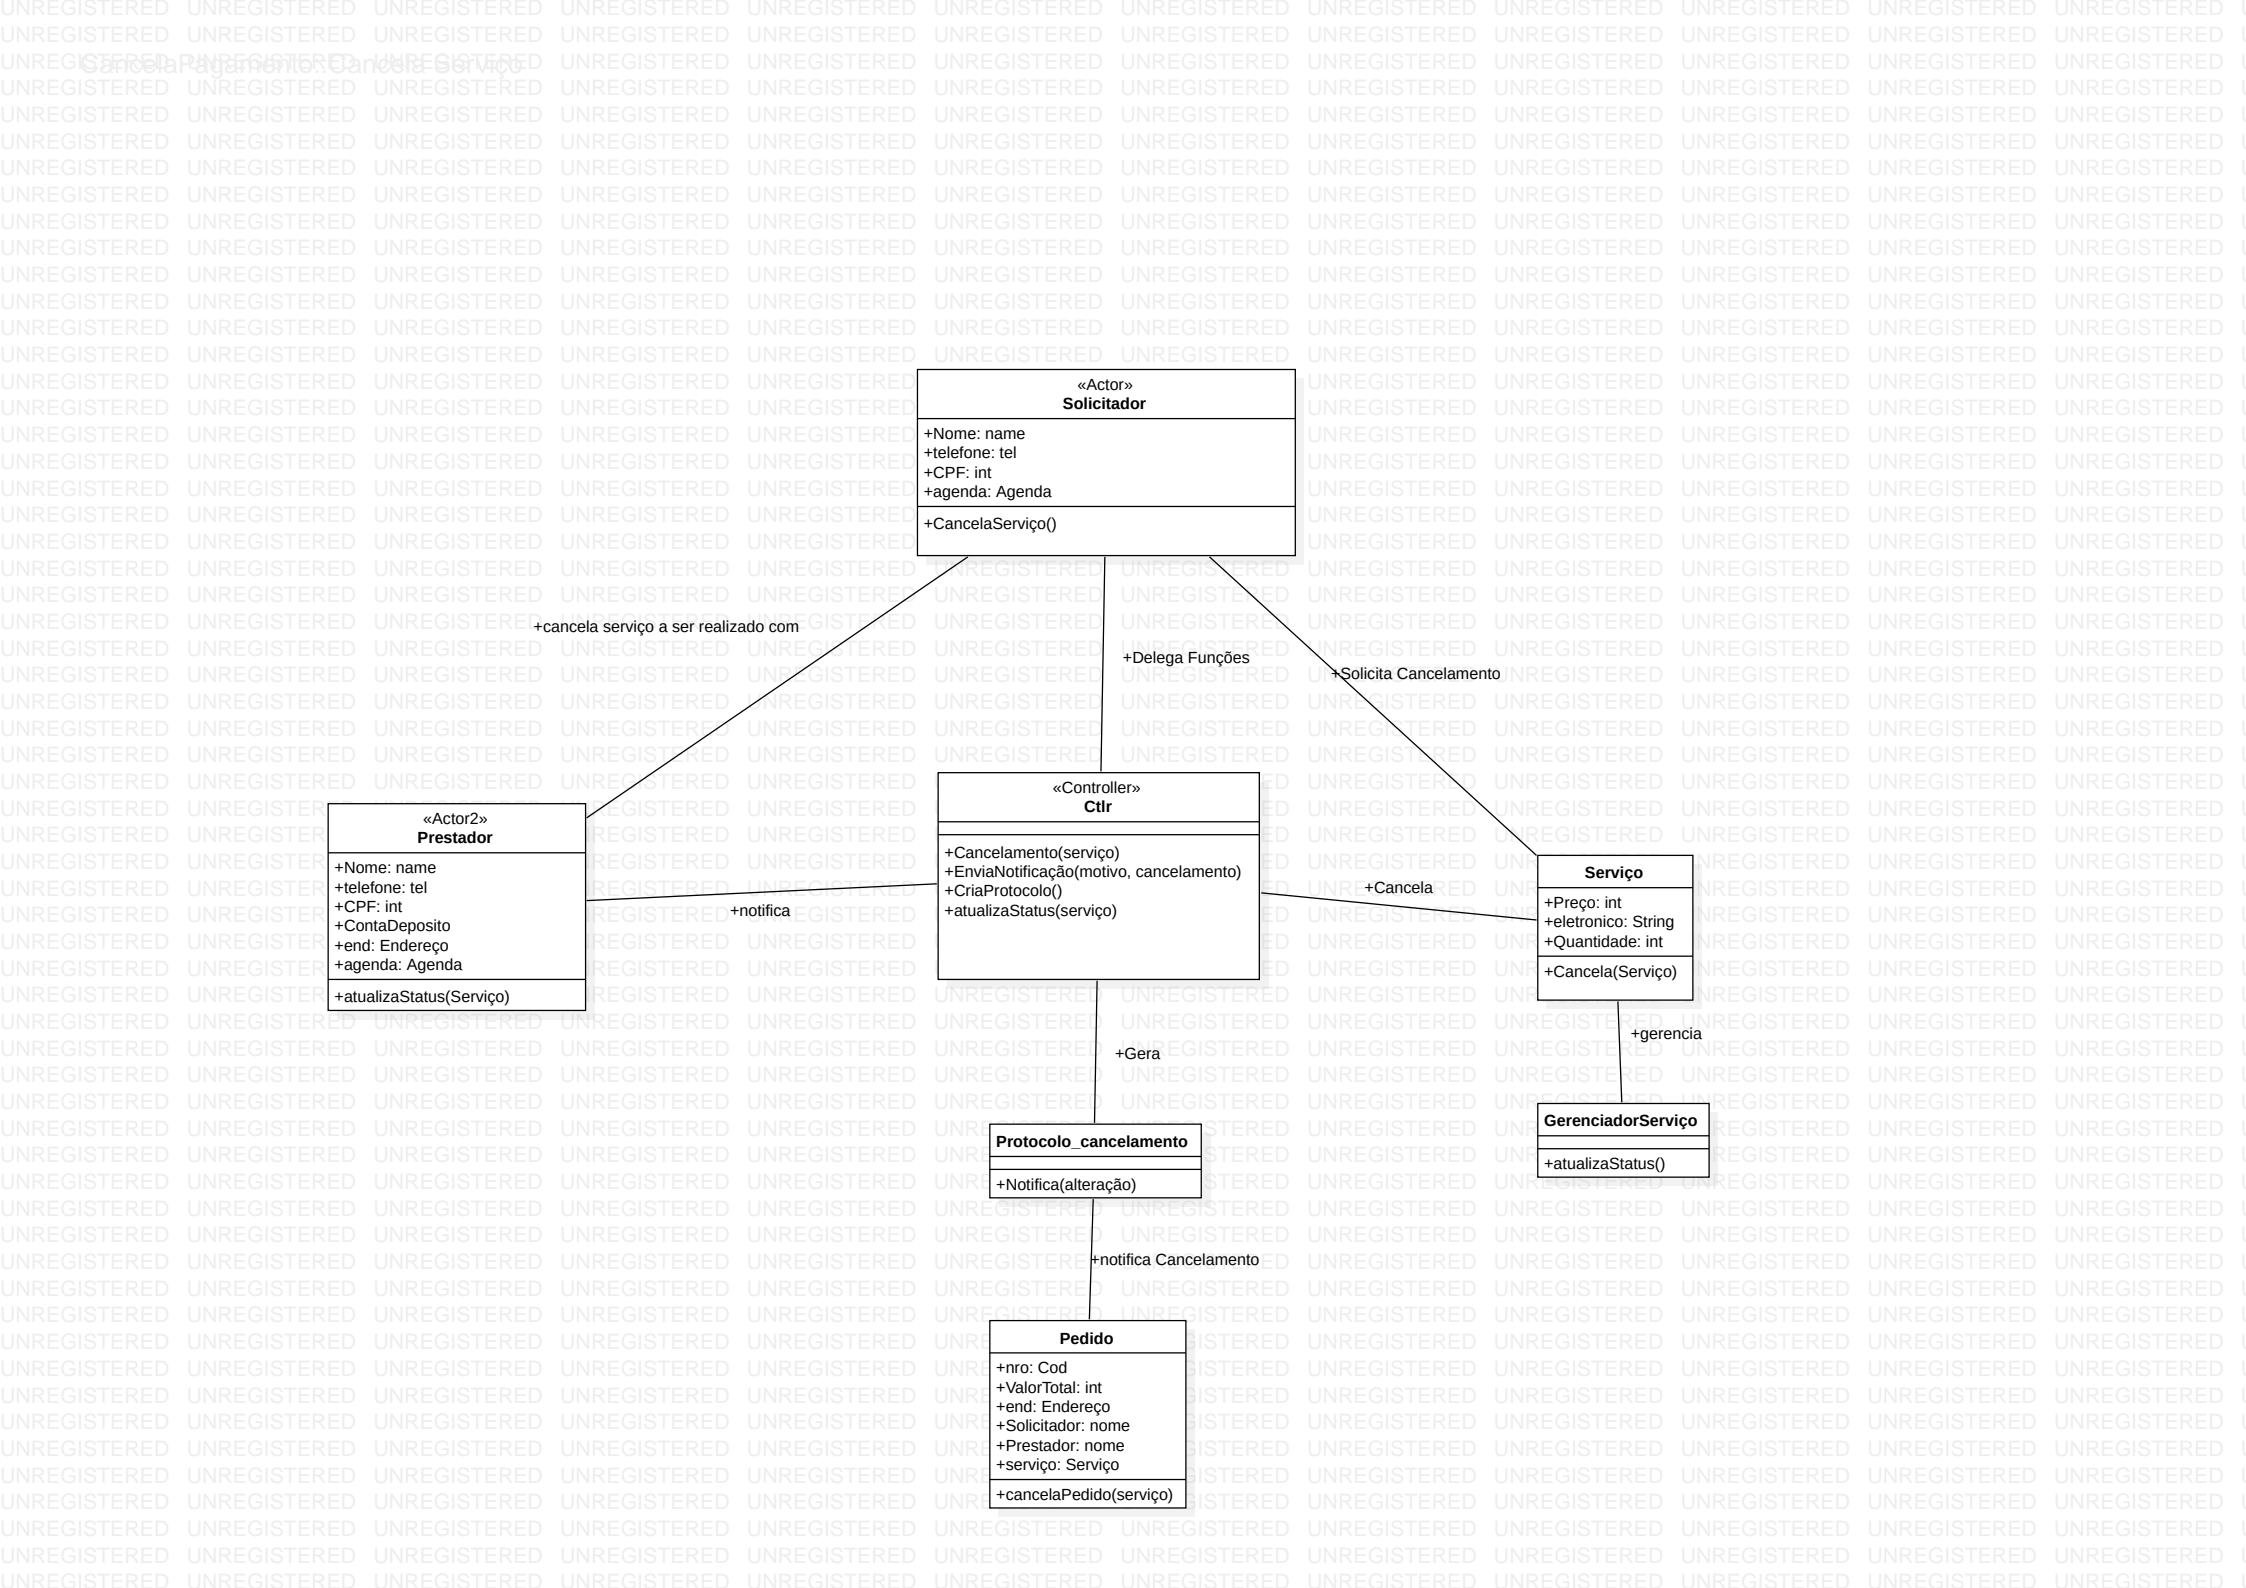 CancelaPagamento: Cancela Serviço
«Actor»
Solicitador
+Nome: name
+telefone: tel
+CPF: int
+agenda: Agenda
+CancelaServiço()
+cancela serviço a ser realizado com
+Delega Funções
+Solicita Cancelamento
«Actor2»
Prestador
+Nome: name
+telefone: tel
+CPF: int
+ContaDeposito
+end: Endereço
+agenda: Agenda
+atualizaStatus(Serviço)
+notifica
«Controller»
Ctlr
+Cancelamento(serviço)
+EnviaNotificação(motivo, cancelamento)
+CriaProtocolo()
+atualizaStatus(serviço)
+Cancela
Serviço
+Preço: int
+eletronico: String
+Quantidade: int
+Cancela(Serviço)
+gerencia
GerenciadorServiço
+atualizaStatus()
+Gera
Protocolo_cancelamento
+Notifica(alteração)
+notifica Cancelamento
Pedido
+nro: Cod
+ValorTotal: int
+end: Endereço
+Solicitador: nome
+Prestador: nome
+serviço: Serviço
+cancelaPedido(serviço)
UNREGISTERED